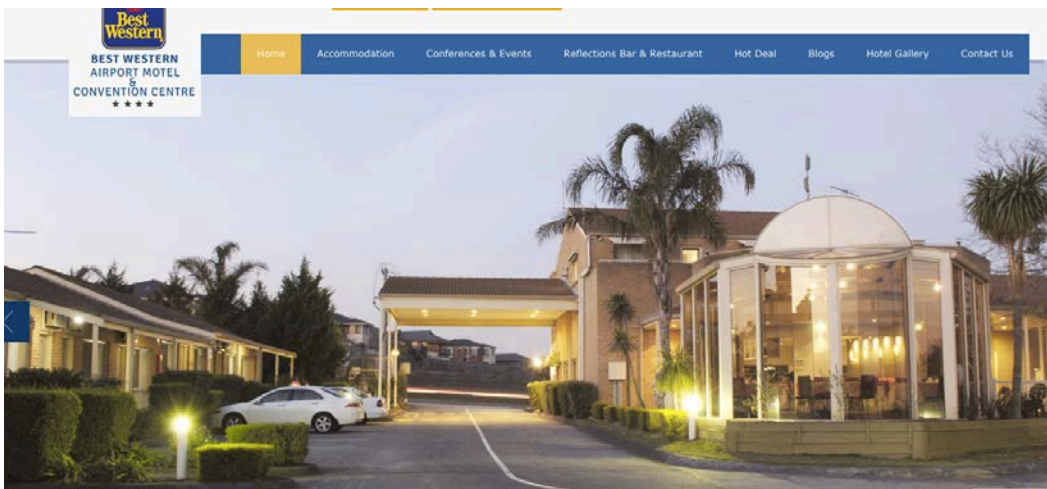 Best
Western
BEST WESTERN
AIRPORT MOTEL
&
CONVENTION CENTRE
Home
Accommodation
Conferences & Events
Reflections Bar & Restaurant
Hot Deal
Blogs
Hotel Gallery
Contact Us